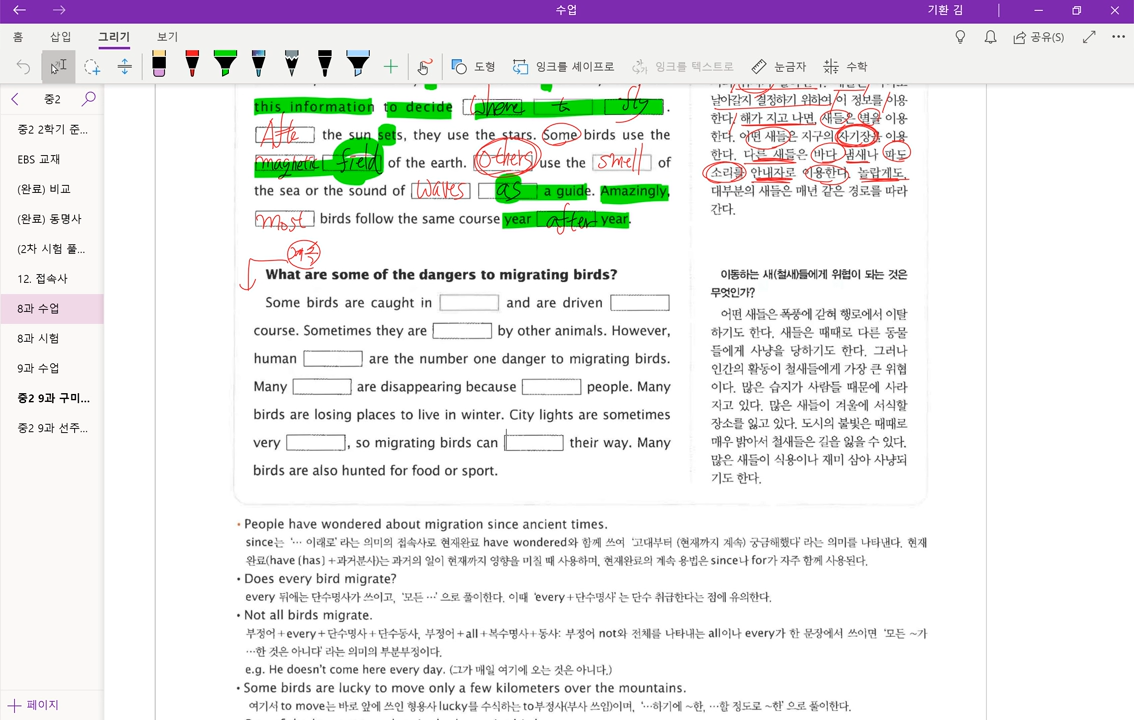 수업
기환 김
홈 삽입 그리기 보기
공유(S)
도형 잉크를 셰이프로 잉크를 텍스트로 눈금자 수학
중2
중2 2학기 준...
EBS 교재
(완료) 비교
(완료) 동명사
(2차 시험 풀...
12. 접속사
8과 수업
8과 시험
9과 수업
중2 9과 구미...
중2 9과 선주...
페이지
this information to decide where to fly.
Afte the sun sets, they use the stars. Some birds use the
magnetic field of the earth. Others use the smell of
the sea or the sound of waves as a guide. Amazingly,
most birds follow the same course year after year.
What are some of the dangers to migrating birds?
Some birds are caught in and are driven
course. Sometimes they are by other animals. However,
human are the number one danger to migrating birds.
Many are disappearing because people. Many
birds are losing places to live in winter. City lights are sometimes
very , so migrating birds can their way. Many
birds are also hunted for food or sport.
날아갈지 결정하기 위하여 이 정보를 이용
한다. 해가 지고 나면, 새들은 별을 이용
한다. 어떤 새들은 지구의 자기장을 이용
한다. 다른 새들은 바다 냄새나 파도
소리를 안내자로 이용한다. 놀랍게도,
대부분의 새들은 매년 같은 경로를 따라
간다.
이동하는 새(철새)들에게 위협이 되는 것은
무엇인가?
어떤 새들은 폭풍에 갇혀 행로에서 이탈
하기도 한다. 새들은 때때로 다른 동물
들에게 사냥을 당하기도 한다. 그러나
인간의 활동이 철새들에게 가장 큰 위협
이다. 많은 습지가 사람들 때문에 사라
지고 있다. 많은 새들이 겨울에 서식할
장소를 잃고 있다. 도시의 불빛은 때때로
매우 밝아서 철새들은 길을 잃을 수 있다.
많은 새들이 식용이나 재미 삼아 사냥되
기도 한다.
• People have wondered about migration since ancient times.
since는 '… 이래로' 라는 의미의 접속사로 현재완료 have wondered와 함께 쓰여 '고대부터 (현재까지 계속) 궁금해했다' 라는 의미를 나타낸다. 현재
완료(have [has]+과거분사)는 과거의 일이 현재까지 영향을 미칠 때 사용하며, 현재완료의 계속 용법은 since나 for가 자주 함께 사용된다.
• Does every bird migrate?
every 뒤에는 단수명사가 쓰이고, '모든 …' 으로 풀이한다. 이때 'every+단수명사' 는 단수 취급한다는 점에 유의한다.
• Not all birds migrate.
부정어+every+단수명사+단수동사, 부정어+all+복수명사+동사: 부정어 not와 전체를 나타내는 all이나 every가 한 문장에서 쓰이면 '모든 ~가
…한 것은 아니다' 라는 의미의 부분부정이다.
e.g. He doesn't come here every day. (그가 매일 여기에 오는 것은 아니다.)
• Some birds are lucky to move only a few kilometers over the mountains.
여기서 to move는 바로 앞에 쓰인 형용사 lucky를 수식하는 to부정사(부사 쓰임)이며, '…하기에 ~한, …할 정도로 ~한' 으로 풀이한다.